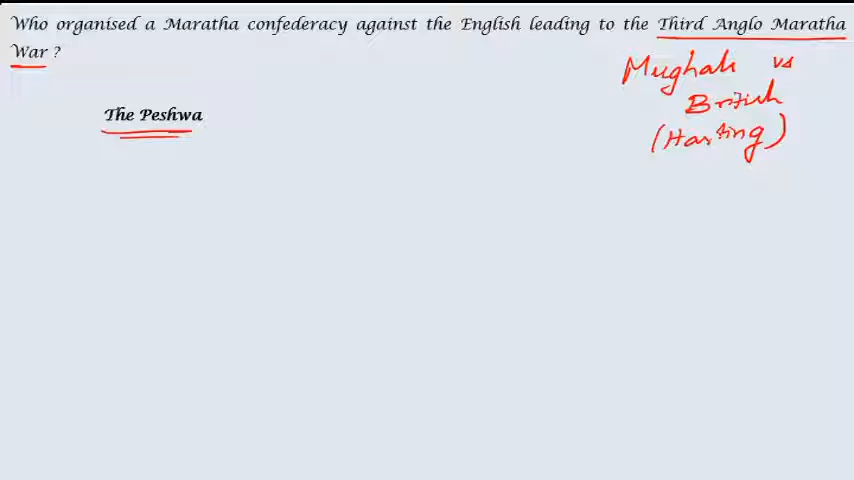 Who organised a Maratha confederacy against the English leading to the Third Anglo Maratha
War ?
Mughals vs
British
(Hasting)
The Peshwa